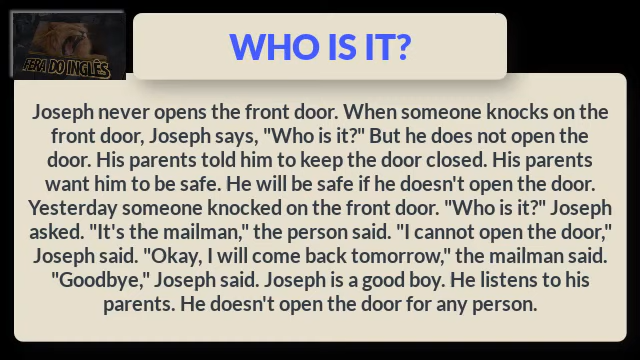 FERA DO INGLÊS
WHO IS IT?
Joseph never opens the front door. When someone knocks on the
front door, Joseph says, "Who is it?" But he does not open the
door. His parents told him to keep the door closed. His parents
want him to be safe. He will be safe if he doesn't open the door.
Yesterday someone knocked on the front door. "Who is it?" Joseph
asked. "It's the mailman," the person said. "I cannot open the door,"
Joseph said. "Okay, I will come back tomorrow," the mailman said.
"Goodbye," Joseph said. Joseph is a good boy. He listens to his
parents. He doesn't open the door for any person.